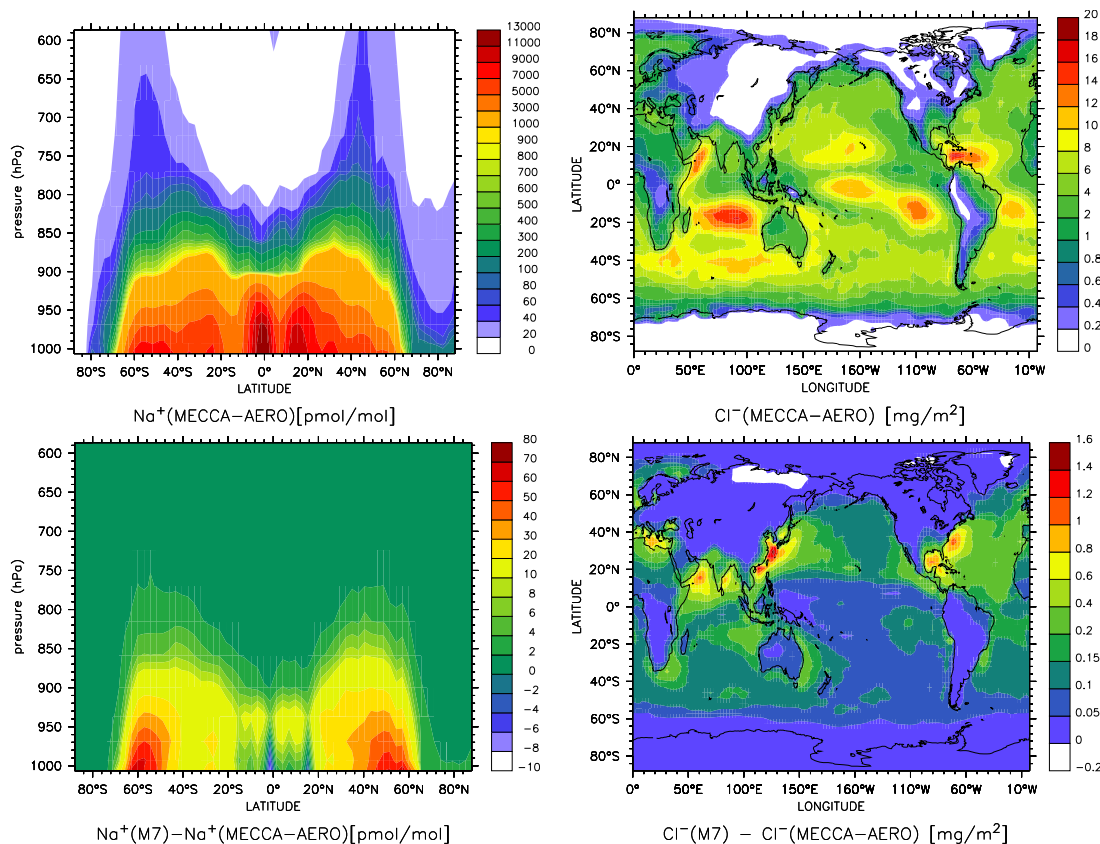 600
650
700
750
800
850
900
950
1000
pressure (hPa)
80°S 60°S 40°S 20°S 0° 20°N 40°N 60°N 80°N
LATITUDE
Na⁺(MECCA−AERO)[pmol/mol]
13000
11000
9000
7000
5000
3000
1000
900
800
700
500
300
200
100
80
60
40
20
0
80°N
60°N
40°N
20°N
0°
20°S
40°S
60°S
80°S
LATITUDE
0° 50°E 100°E 150°E 160°W 110°W 60°W 10°W
LONGITUDE
Cl⁻(MECCA−AERO) [mg/m²]
20
18
16
14
12
10
9
8
6
4
2
1
0.8
0.6
0.4
0.2
0
600
650
700
750
800
850
900
950
1000
pressure (hPa)
80°S 60°S 40°S 20°S 0° 20°N 40°N 60°N 80°N
LATITUDE
Na⁺(M7)−Na⁺(MECCA−AERO)[pmol/mol]
80
70
60
50
40
30
20
10
8
6
4
2
0
−2
−4
−6
−8
−10
80°N
60°N
40°N
20°N
0°
20°S
40°S
60°S
80°S
LATITUDE
0° 50°E 100°E 150°E 160°W 110°W 60°W 10°W
LONGITUDE
Cl⁻(M7) − Cl⁻(MECCA−AERO) [mg/m²]
1.6
1.4
1.2
1
0.8
0.6
0.4
0.2
0.15
0.1
0.05
0
−0.2